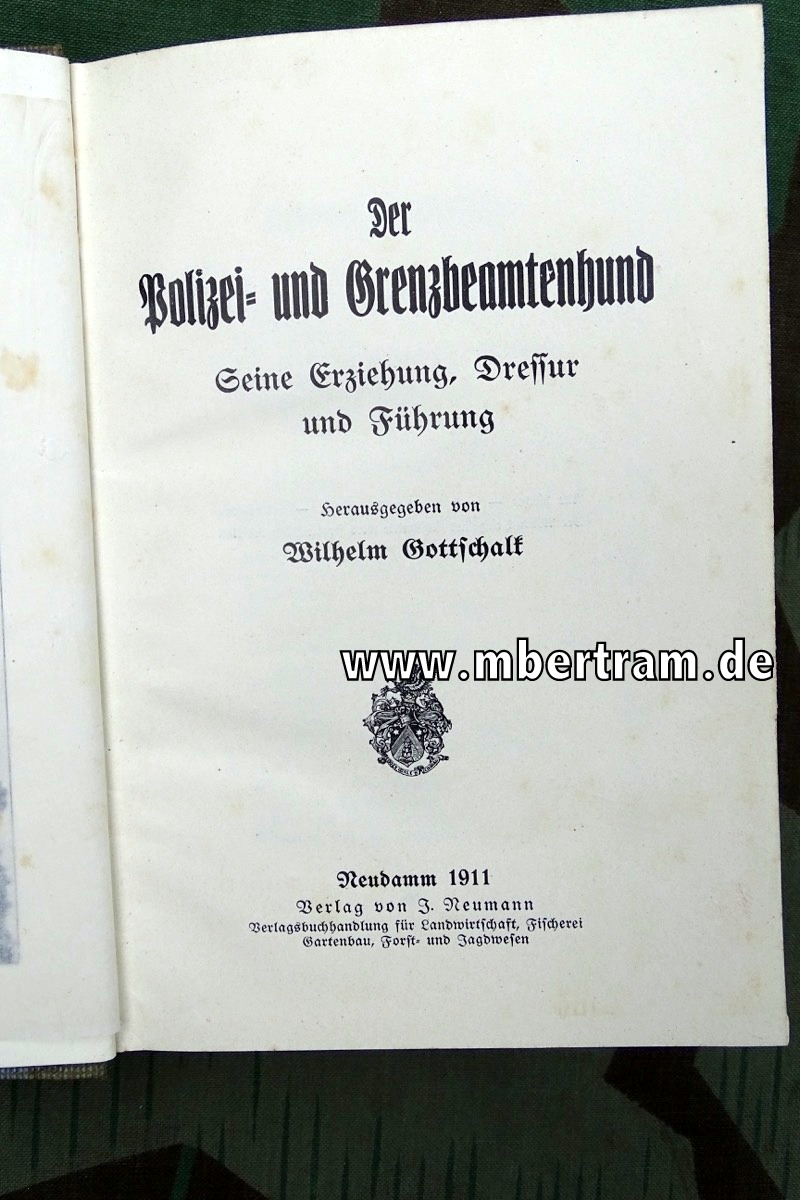 Der
Polizei- und Grenzbeamtenhund
Seine Erziehung, Dressur
und Führung
Herausgegeben von
Wilhelm Gottschalk
www.mbertram.de
Neudamm 1911
Verlag von J. Neumann
Verlagsbuchhandlung für Landwirtschaft, Fischerei
Gartenbau, Forst- und Jagdwesen